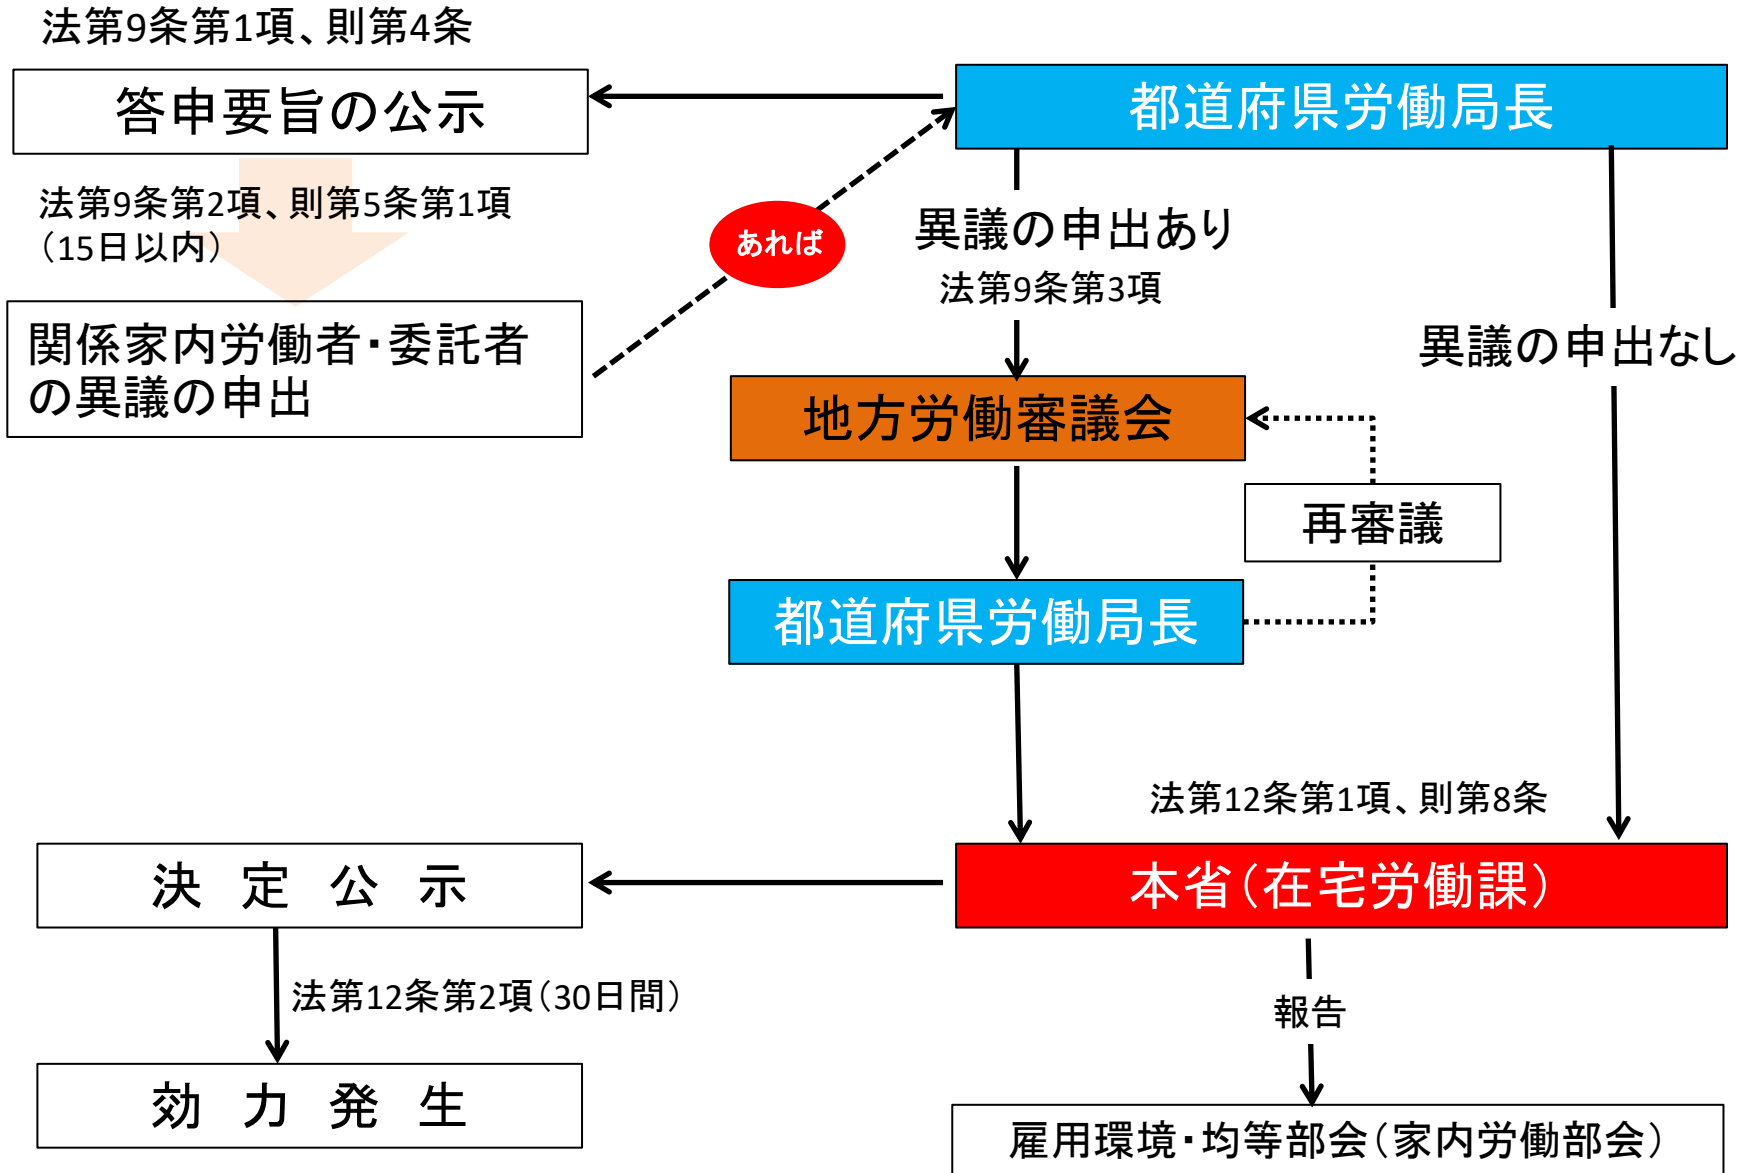 法第9条第1項、則第4条
答申要旨の公示
都道府県労働局長
法第9条第2項、則第5条第1項
（15日以内）
あれば
異議の申出あり
法第9条第3項
関係家内労働者・委託者
の異議の申出
異議の申出なし
地方労働審議会
再審議
都道府県労働局長
法第12条第1項、則第8条
決　定　公　示
本省（在宅労働課）
法第12条第2項（30日間）
報告
効　力　発　生
雇用環境・均等部会（家内労働部会）